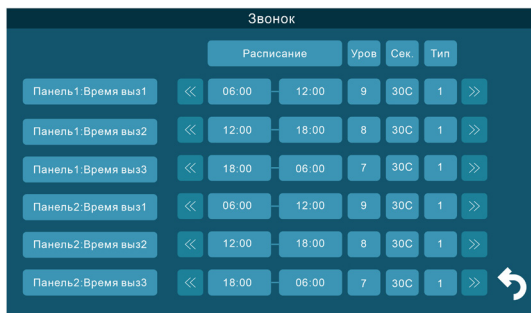 Звонок
Расписание Уров Сек. Тип
Панель1:Время выз1 << 06:00 – 12:00 9 30С 1 >>
Панель1:Время выз2 << 12:00 – 18:00 8 30С 1 >>
Панель1:Время выз3 << 18:00 – 06:00 7 30С 1 >>
Панель2:Время выз1 << 06:00 – 12:00 9 30С 1 >>
Панель2:Время выз2 << 12:00 – 18:00 8 30С 1 >>
Панель2:Время выз3 << 18:00 – 06:00 7 30С 1 >>